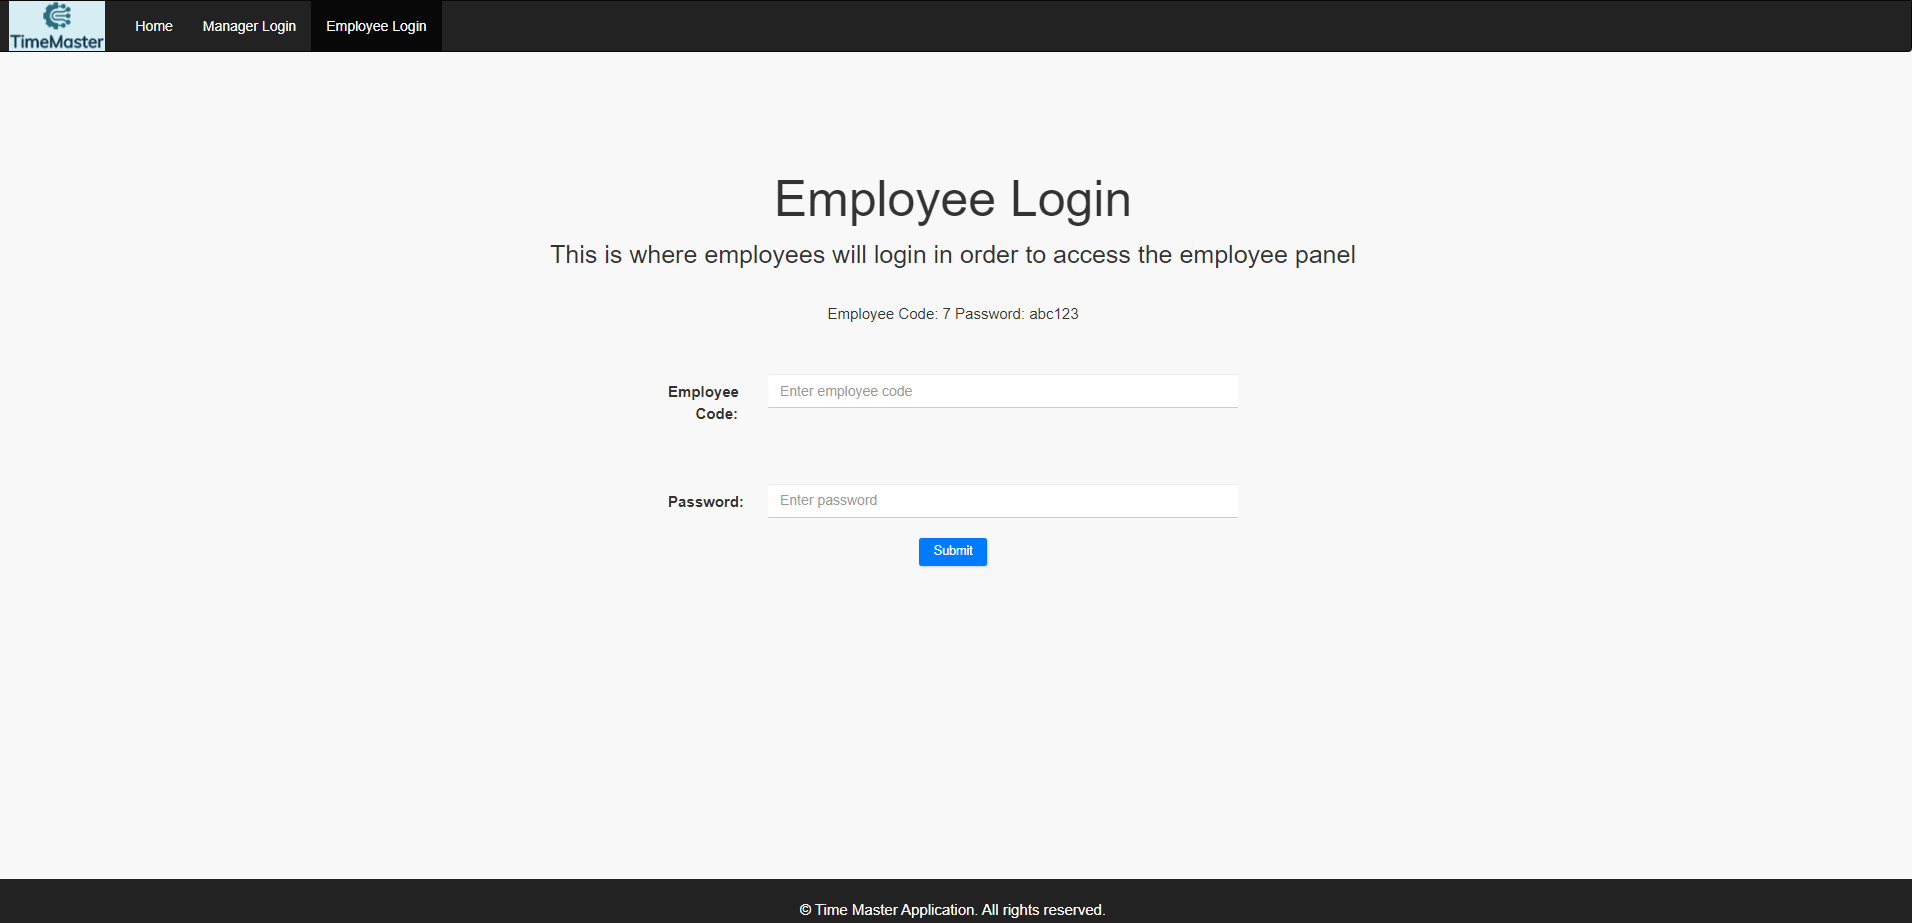 TimeMaster
Home
Manager Login
Employee Login
Employee Login
This is where employees will login in order to access the employee panel
Employee Code: 7 Password: abc123
Employee
Code:
Enter employee code
Password:
Enter password
Submit
© Time Master Application. All rights reserved.